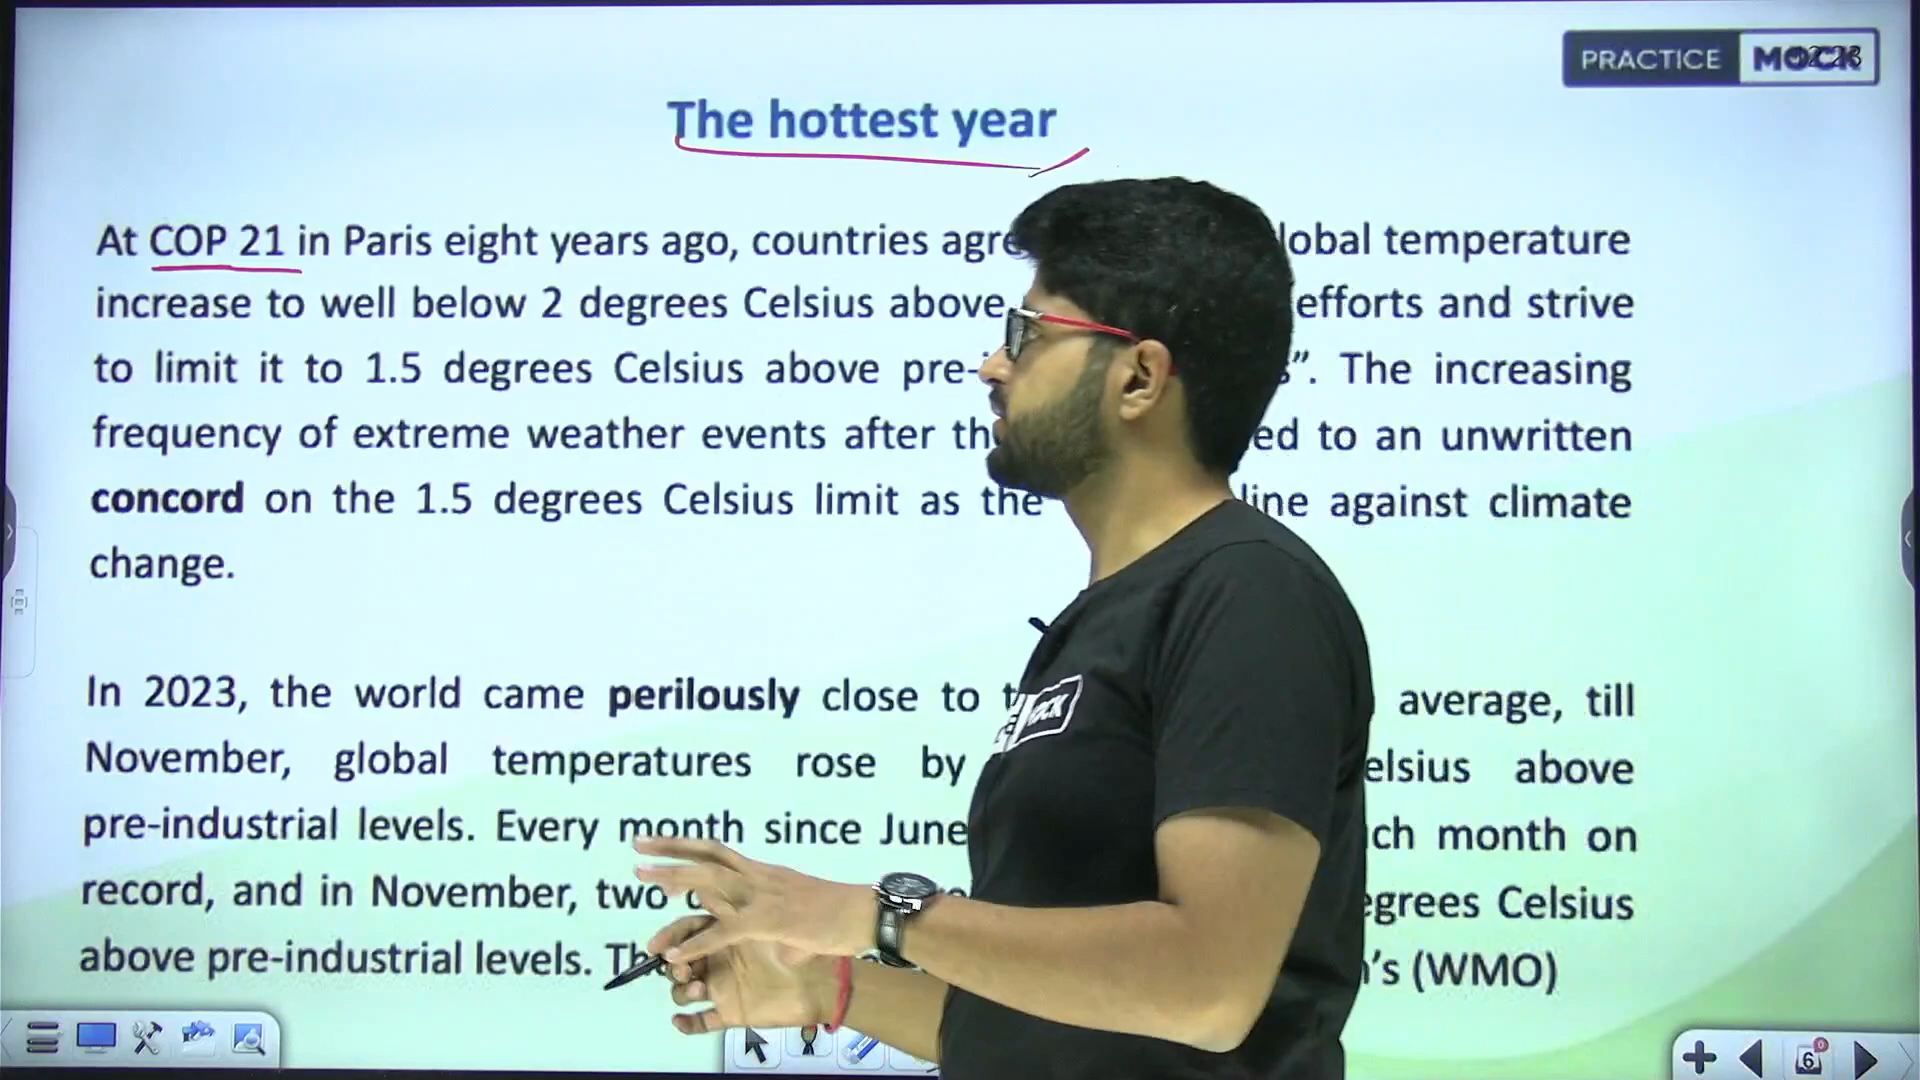 PRACTICE MOCK
The hottest year
At COP 21 in Paris eight years ago, countries lobal temperature
increase to well below 2 degrees Celsius above efforts and strive
to limit it to 1.5 degrees Celsius above ”. The increasing
frequency of extreme weather events after ed to an unwritten
concord on the 1.5 degrees Celsius limit as the line against climate
change.
In 2023, the world came perilously close to average, till
November, global temperatures rose by elsius above
pre-industrial levels. Every month since June ch month on
record, and in November, two egrees Celsius
above pre-industrial levels. ’s (WMO)
6